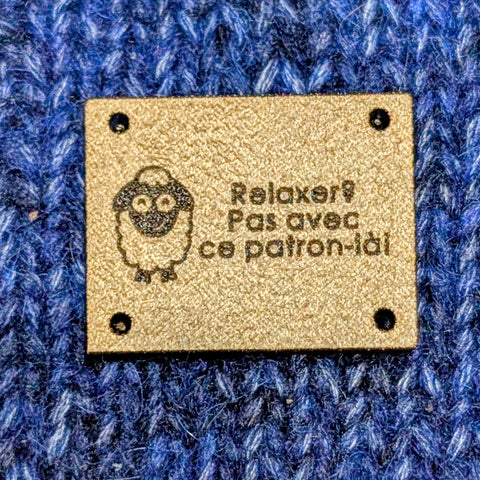 Relaxer?
Pas avec
ce patron-là!